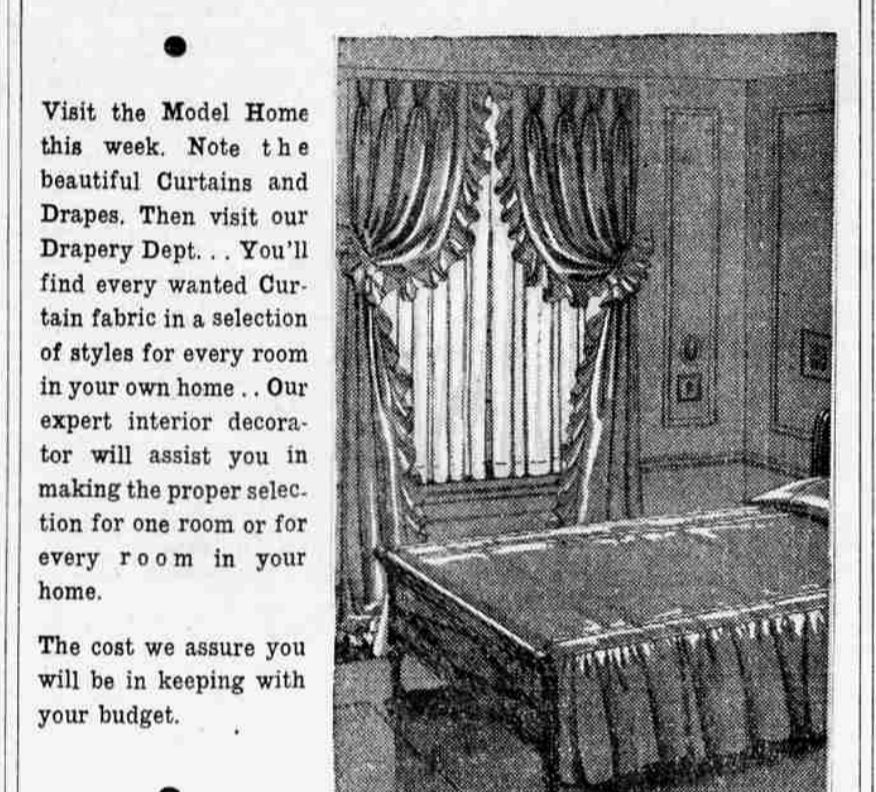 Visit the Model Home
this week. Note the
beautiful Curtains and
Drapes. Then visit our
Drapery Dept. . . You'll
find every wanted Cur-
tain fabric in a selection
of styles for every room
in your own home . . Our
expert interior decora-
tor will assist you in
making the proper selec-
tion for one room or for
every room in your
home.
The cost we assure you
will be in keeping with
your budget.